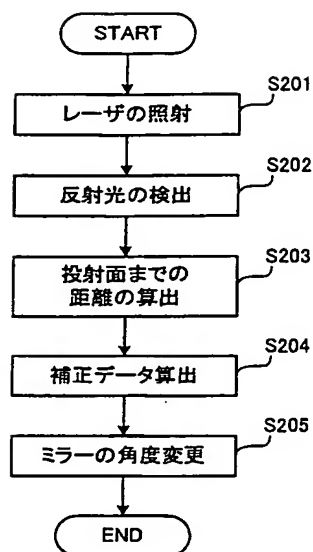 START
S201
レーザの照射
S202
反射光の検出
S203
投射面までの
距離の算出
S204
補正データ算出
S205
ミラーの角度変更
END